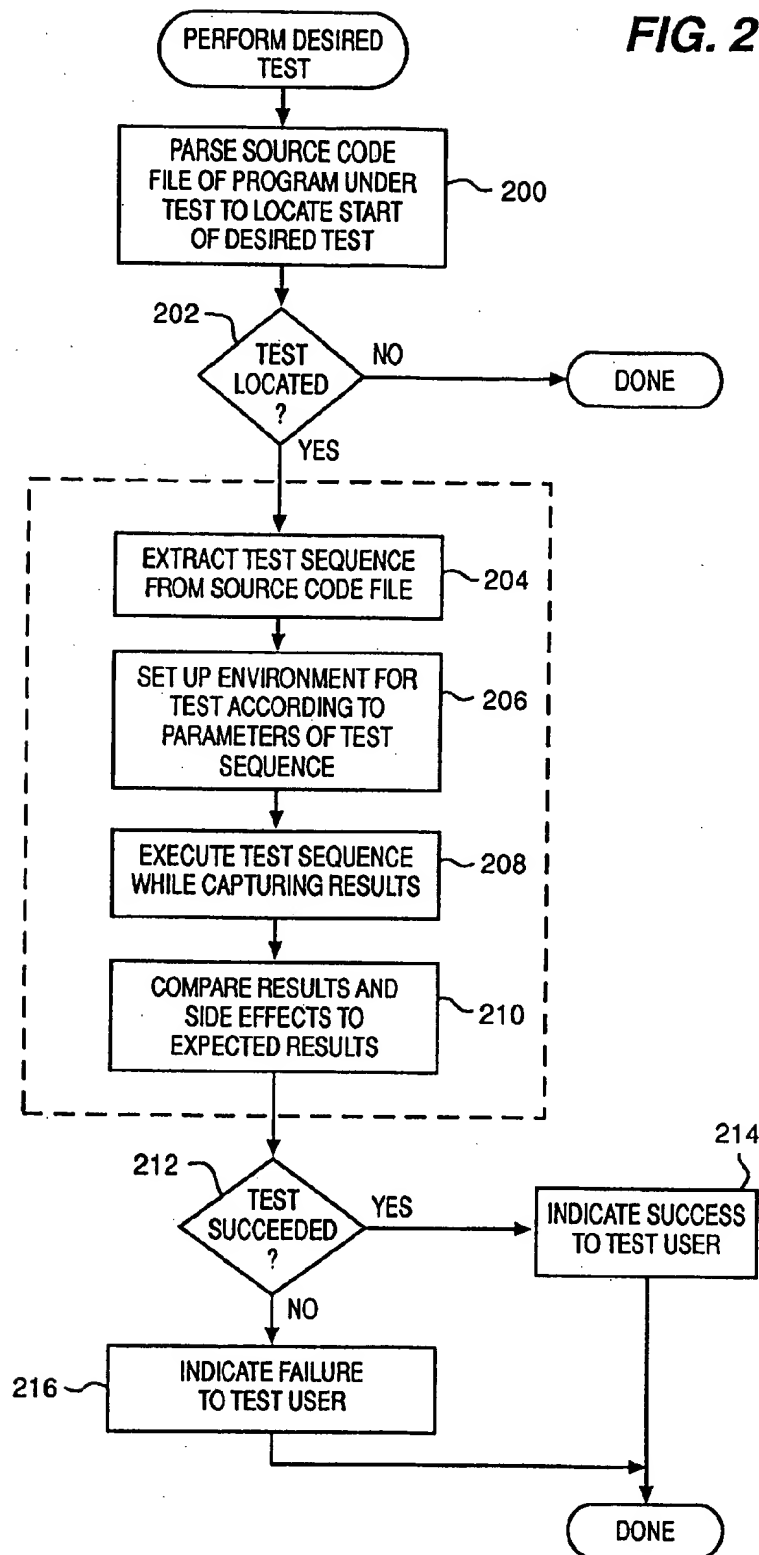 FIG. 2
PERFORM DESIRED
TEST
PARSE SOURCE CODE
FILE OF PROGRAM UNDER
TEST TO LOCATE START
OF DESIRED TEST
200
202
TEST
LOCATED
?
NO
DONE
YES
EXTRACT TEST SEQUENCE
FROM SOURCE CODE FILE
204
SET UP ENVIRONMENT FOR
TEST ACCORDING TO
PARAMETERS OF TEST
SEQUENCE
206
EXECUTE TEST SEQUENCE
WHILE CAPTURING RESULTS
208
COMPARE RESULTS AND
SIDE EFFECTS TO
EXPECTED RESULTS
210
212
TEST
SUCCEEDED
?
YES
214
INDICATE SUCCESS
TO TEST USER
NO
216
INDICATE FAILURE
TO TEST USER
DONE